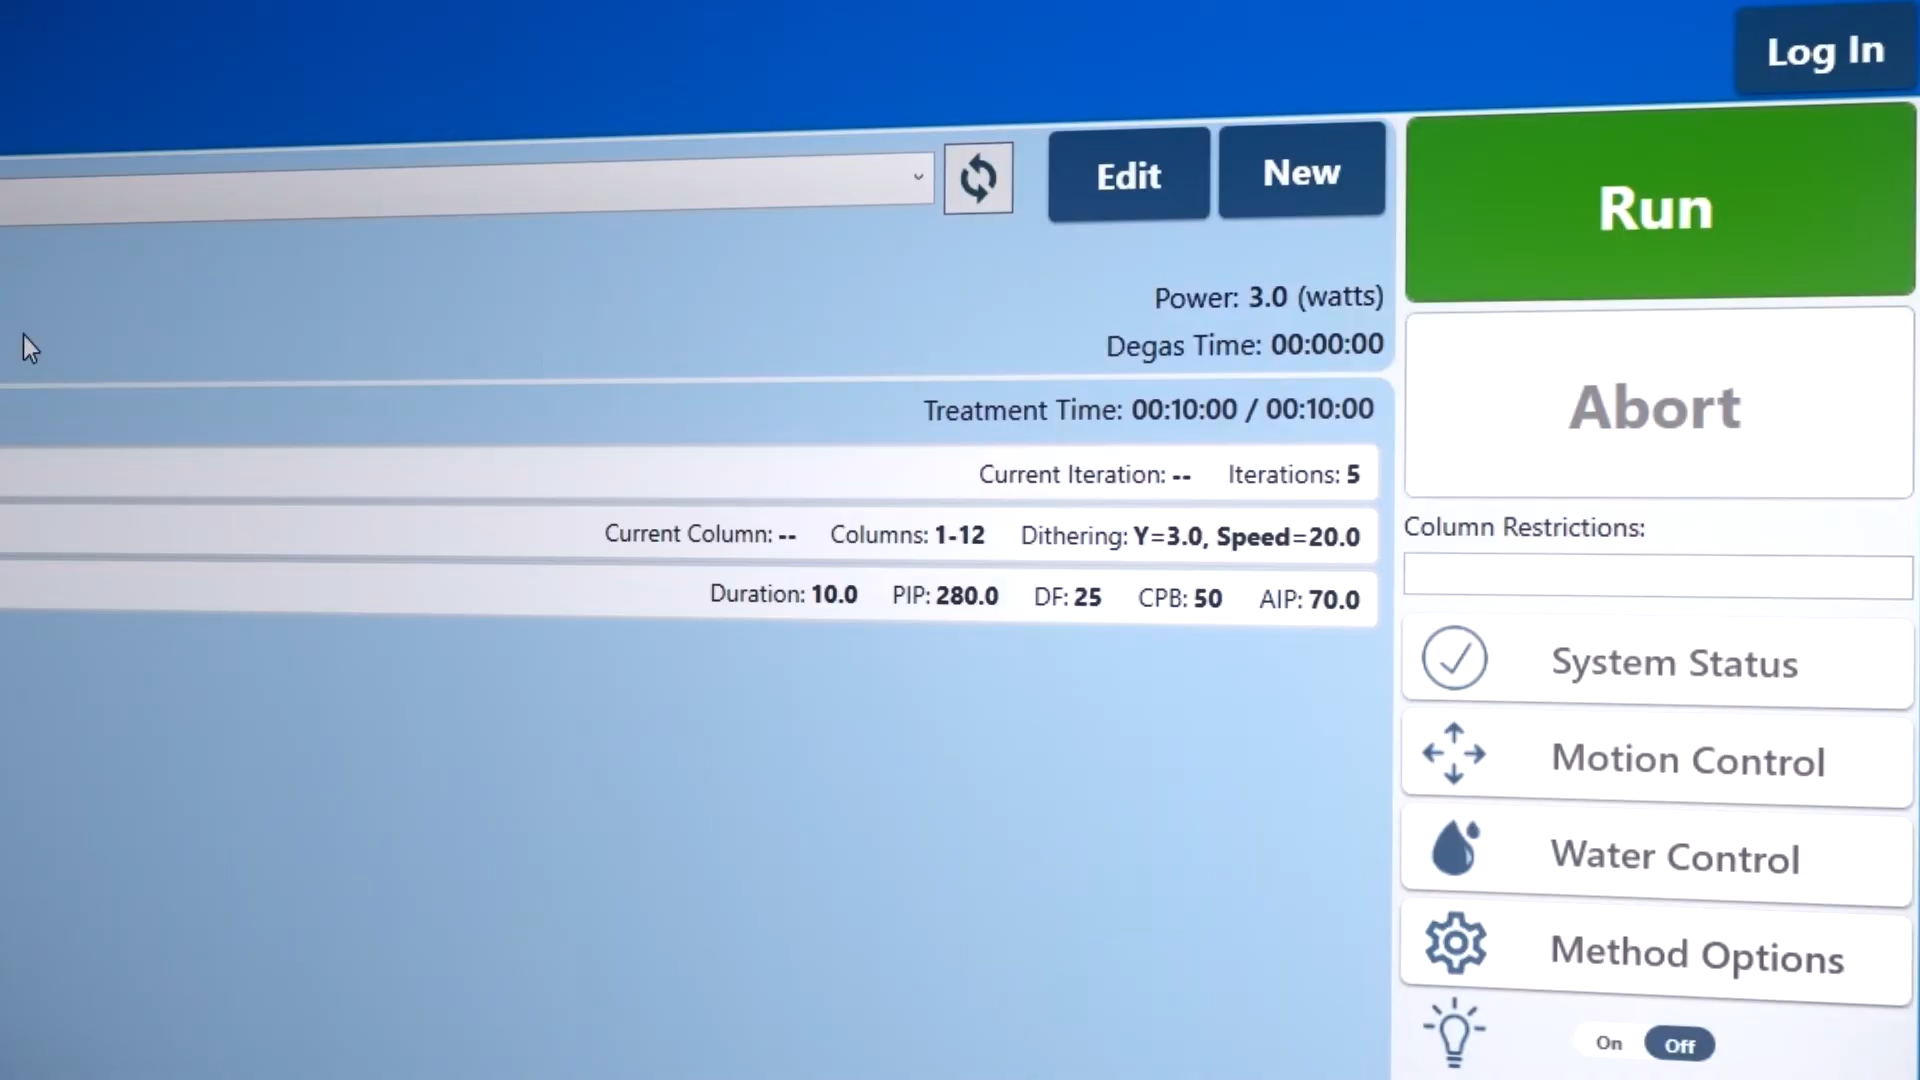 Log In
Edit New
Run
Power: 3.0 (watts)
Degas Time: 00:00:00
Abort
Treatment Time: 00:10:00 / 00:10:00
Current Iteration: -- Iterations: 5
Current Column: -- Columns: 1-12 Dithering: Y=3.0, Speed=20.0
Duration: 10.0 PIP: 280.0 DF: 25 CPB: 50 AIP: 70.0
Column Restrictions:
System Status
Motion Control
Water Control
Method Options
On Off